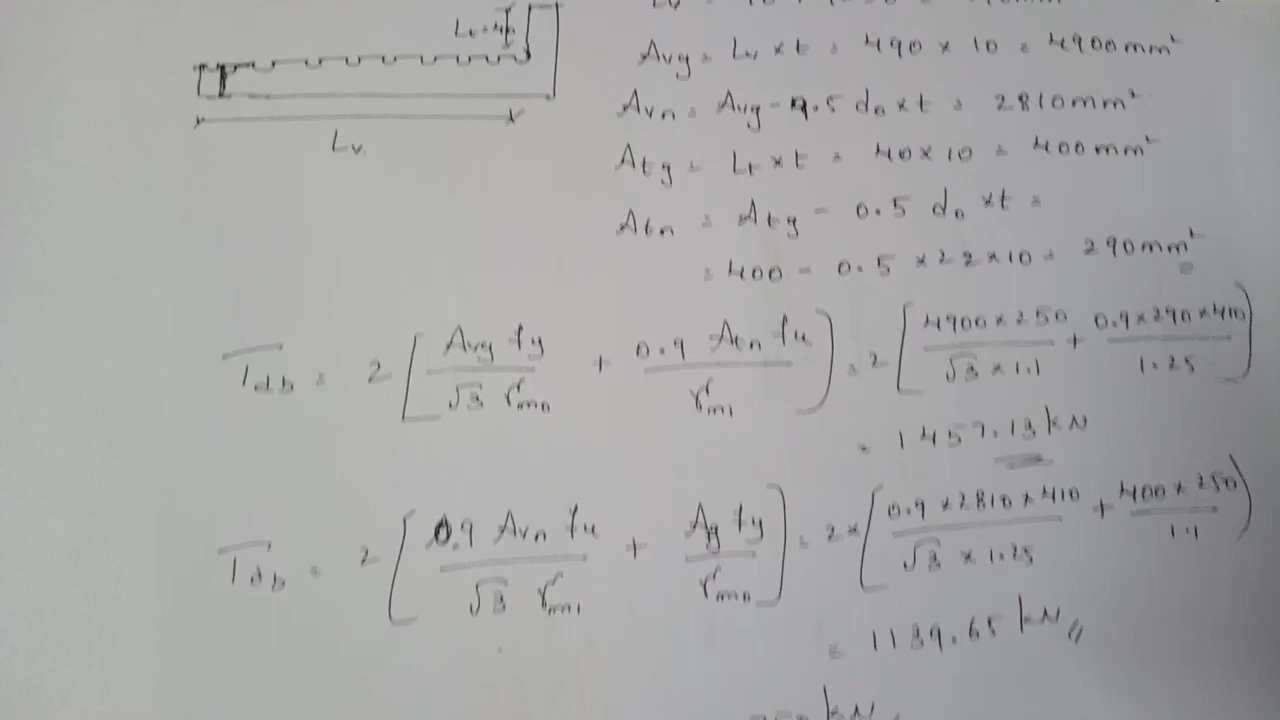 Lt = 40
Avg = Lv × t = 490 × 10 = 4900 mm²
Lv
Avn = Avg - 9.5 d₀ × t = 2810 mm²
Atg = Lt × t = 40 × 10 = 400 mm²
Atn = Atg - 0.5 d₀ × t =
= 400 - 0.5 × 22 × 10 = 290 mm²
Tdb = 2 [ Avg fy / √3 γm0 + 0.9 Atn fu / γm1 ] = 2 [ 4900 × 250 / √3 × 1.1 + 0.9 × 290 × 410 / 1.25 ]
= 1457.13 kN
Tdb = 2 [ 0.9 Avn fu / √3 γm1 + Ag fy / γm0 ] = 2 × [ 0.9 × 2810 × 410 / √3 × 1.25 + 400 × 250 / 1.1 ]
= 1139.65 kN //
kN